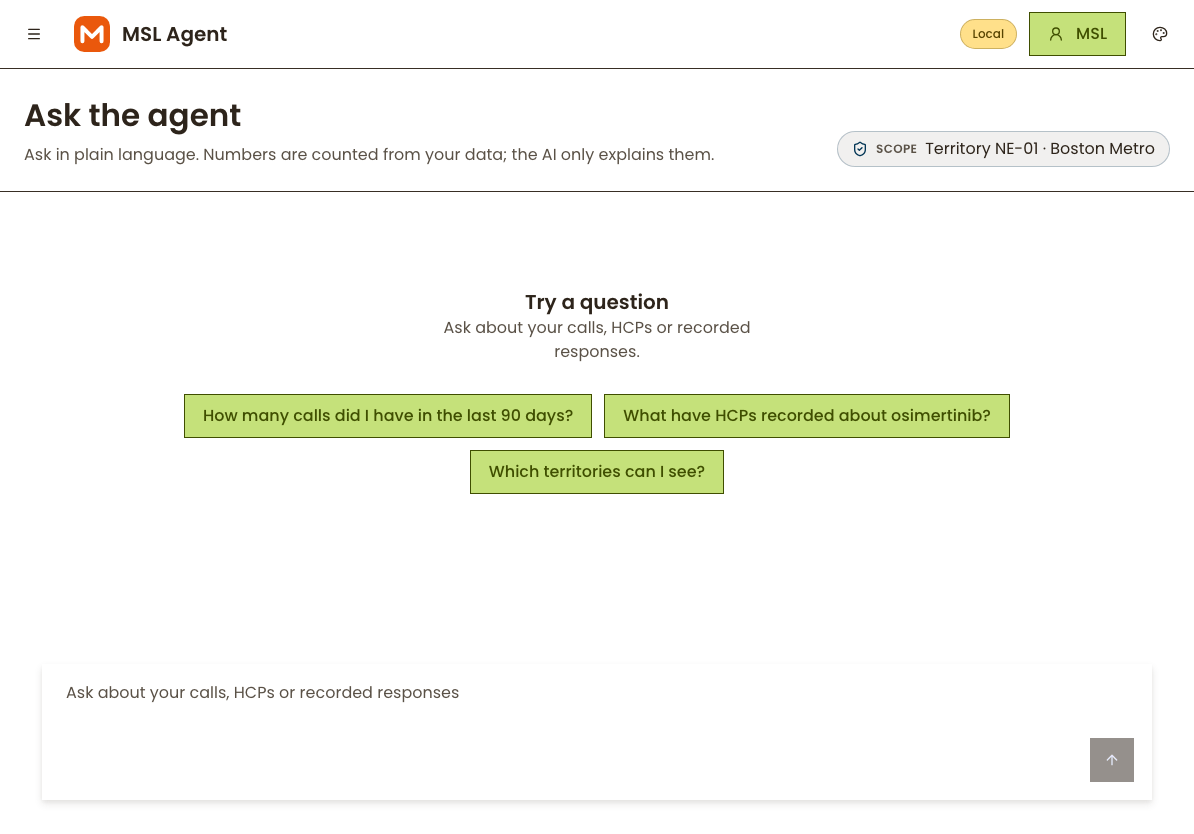 MSL Agent
Local
MSL
Ask the agent
Ask in plain language. Numbers are counted from your data; the AI only explains them.
SCOPE Territory NE-01 · Boston Metro
Try a question
Ask about your calls, HCPs or recorded
responses.
How many calls did I have in the last 90 days?
What have HCPs recorded about osimertinib?
Which territories can I see?
Ask about your calls, HCPs or recorded responses